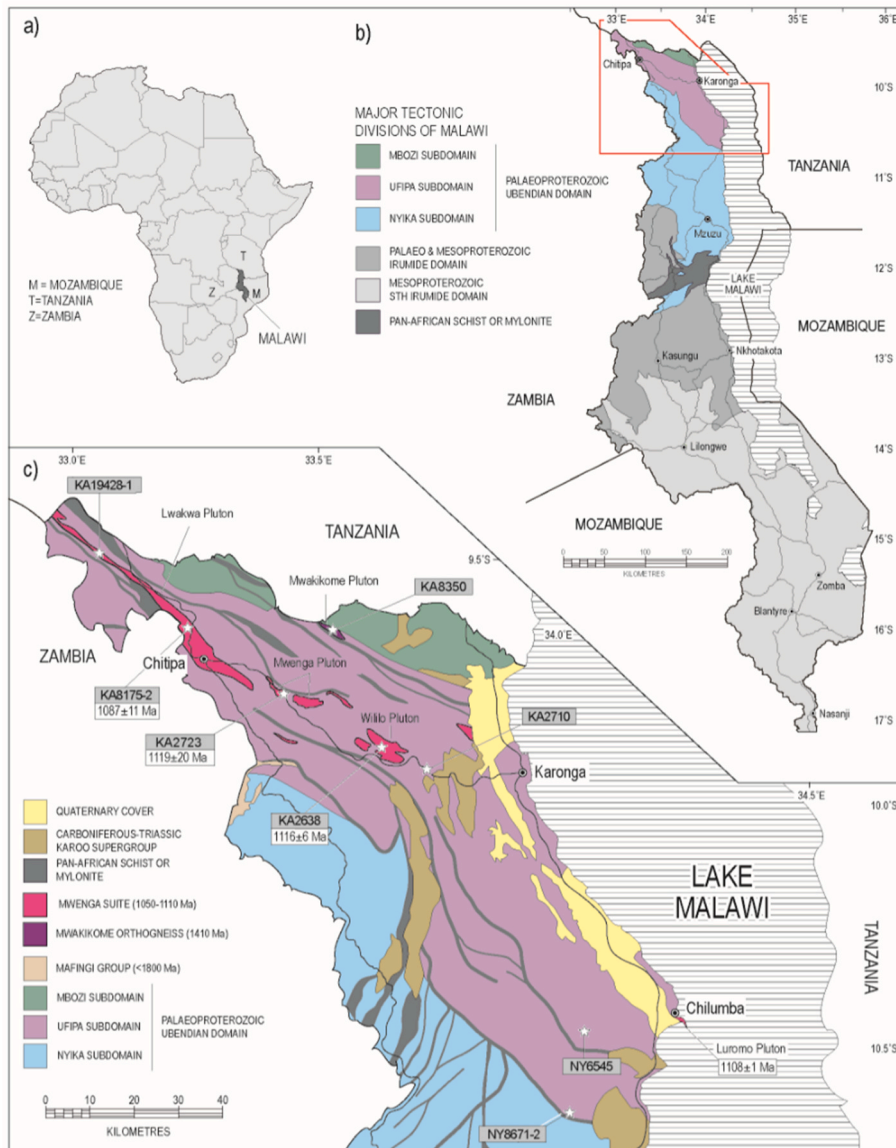 a)
T
Z
M
M = MOZAMBIQUE
T=TANZANIA
Z=ZAMBIA
MALAWI
b)
33°E
34°E
35°E
36°E
Chitipa
Karonga
10°S
MAJOR TECTONIC
DIVISIONS OF MALAWI
MBOZI SUBDOMAIN
UFIPA SUBDOMAIN
NYIKA SUBDOMAIN
PALAEOPROTEROZOIC
UBENDIAN DOMAIN
PALAEO & MESOPROTEROZOIC
IRUMIDE DOMAIN
MESOPROTEROZOIC
STH IRUMIDE DOMAIN
PAN-AFRICAN SCHIST OR MYLONITE
TANZANIA
11°S
Mzuzu
12°S
LAKE
MALAWI
MOZAMBIQUE
Nkhotakota
13°S
Kasungu
ZAMBIA
Lilongwe
14°S
MOZAMBIQUE
15°S
0
50
100
150
200
KILOMETRES
Zomba
Blantyre
16°S
Nasanji
17°S
c)
33.0°E
33.5°E
KA19428-1
Lwakwa Pluton
TANZANIA
9.5°S
Mwakikome Pluton
KA8350
34.0°E
ZAMBIA
Chitipa
Mwenga Pluton
KA8175-2
1087±11 Ma
Wililo Pluton
KA2710
KA2723
1119±20 Ma
Karonga
34.5°E
10.0°S
KA2638
1116±6 Ma
QUATERNARY COVER
CARBONIFEROUS-TRIASSIC
KAROO SUPERGROUP
PAN-AFRICAN SCHIST OR
MYLONITE
MWENGA SUITE (1050-1110 Ma)
MWAKIKOME ORTHOGNEISS (1410 MA)
MAFINGI GROUP (<1800 Ma)
MBOZI SUBDOMAIN
UFIPA SUBDOMAIN
NYIKA SUBDOMAIN
PALAEOPROTEROZOIC
UBENDIAN DOMAIN
LAKE
MALAWI
TANZANIA
Chilumba
10.5°S
Luromo Pluton
1108±1 Ma
NY6545
NY8671-2
0
10
20
30
40
KILOMETRES